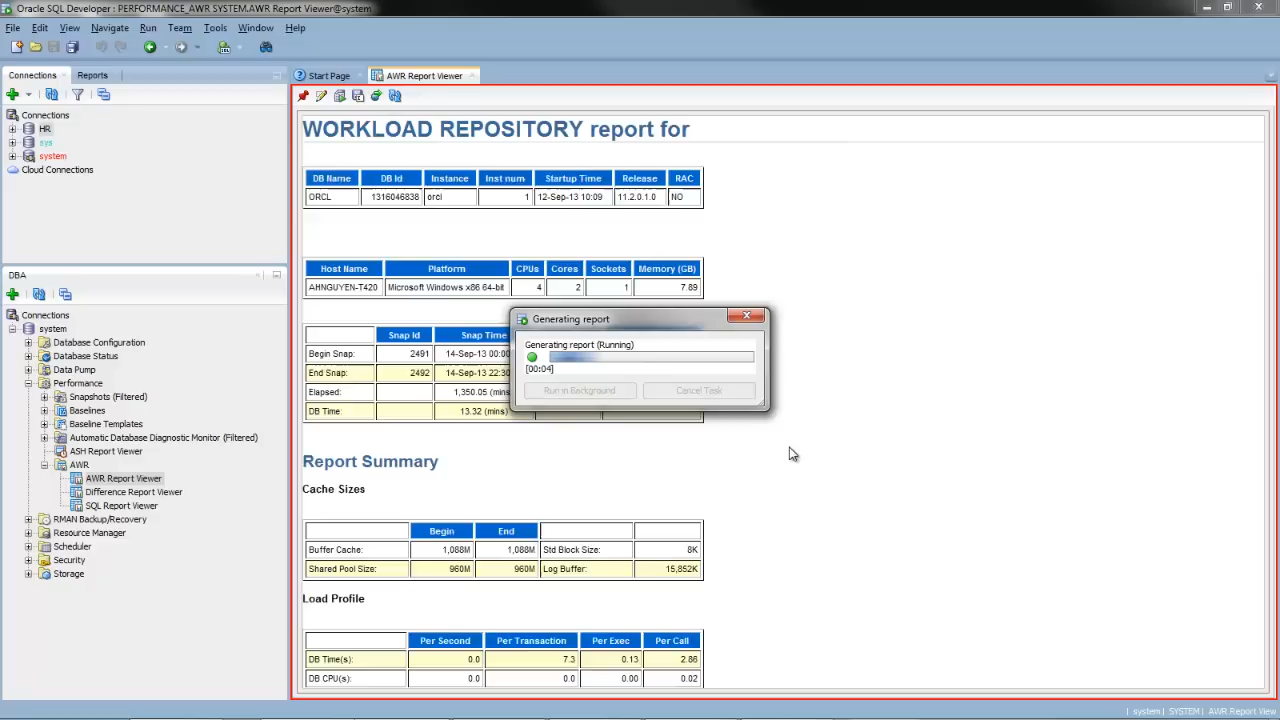 Oracle SQL Developer : PERFORMANCE_AWR SYSTEM.AWR Report Viewer@system
File Edit View Navigate Run Team Tools Window Help
Connections Reports
Start Page AWR Report Viewer
Connections
HR
sys
system
Cloud Connections
DBA
Connections
system
Database Configuration
Database Status
Data Pump
Performance
Snapshots (Filtered)
Baselines
Baseline Templates
Automatic Database Diagnostic Monitor (Filtered)
ASH Report Viewer
AWR
AWR Report Viewer
Difference Report Viewer
SQL Report Viewer
RMAN Backup/Recovery
Resource Manager
Scheduler
Security
Storage
WORKLOAD REPOSITORY report for
DB Name DB Id Instance Inst num Startup Time Release RAC
ORCL 1316046838 orcl 1 12-Sep-13 10:09 11.2.0.1.0 NO
Host Name Platform CPUs Cores Sockets Memory (GB)
AHNGUYEN-T420 Microsoft Windows x86 64-bit 4 2 1 7.89
Snap Id Snap Time
Begin Snap: 2491 14-Sep-13 00:00
End Snap: 2492 14-Sep-13 22:30
Elapsed: 1,350.05 (mins)
DB Time: 13.32 (mins)
Generating report
Generating report (Running)
[00:04]
Run in Background Cancel Task
Report Summary
Cache Sizes
Begin End
Buffer Cache: 1,088M 1,088M Std Block Size: 8K
Shared Pool Size: 960M 960M Log Buffer: 15,852K
Load Profile
Per Second Per Transaction Per Exec Per Call
DB Time(s): 0.0 7.3 0.13 2.86
DB CPU(s): 0.0 0.0 0.00 0.02
| system | SYSTEM | AWR Report View